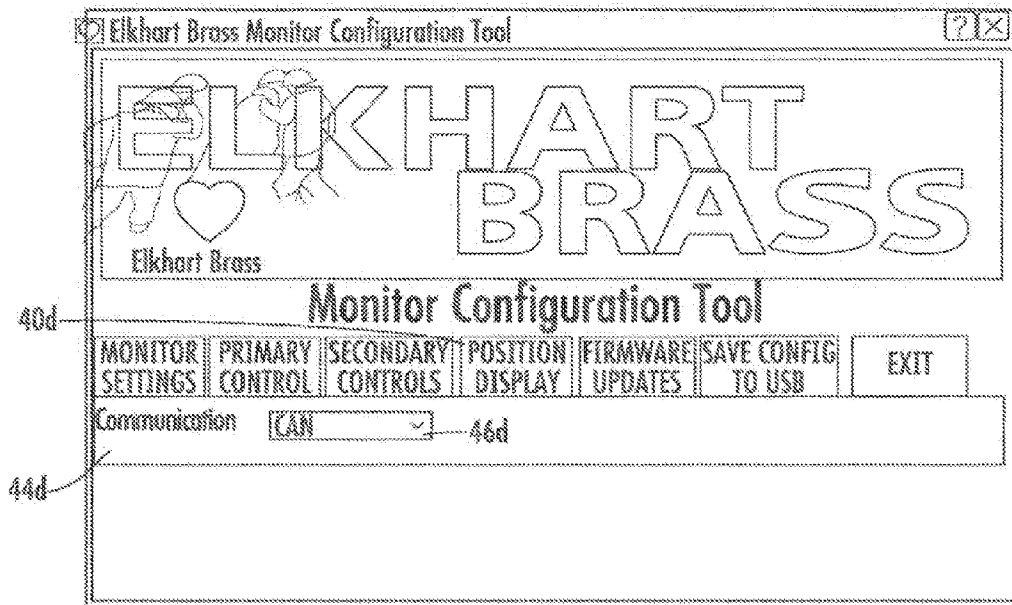 Elkhart Brass Monitor Configuration Tool ? X
ELKHART
BRASS
Elkhart Brass
Monitor Configuration Tool
40d
MONITOR SETTINGS PRIMARY CONTROL SECONDARY CONTROLS POSITION DISPLAY FIRMWARE UPDATES SAVE CONFIG TO USB EXIT
Communication CAN 46d
44d